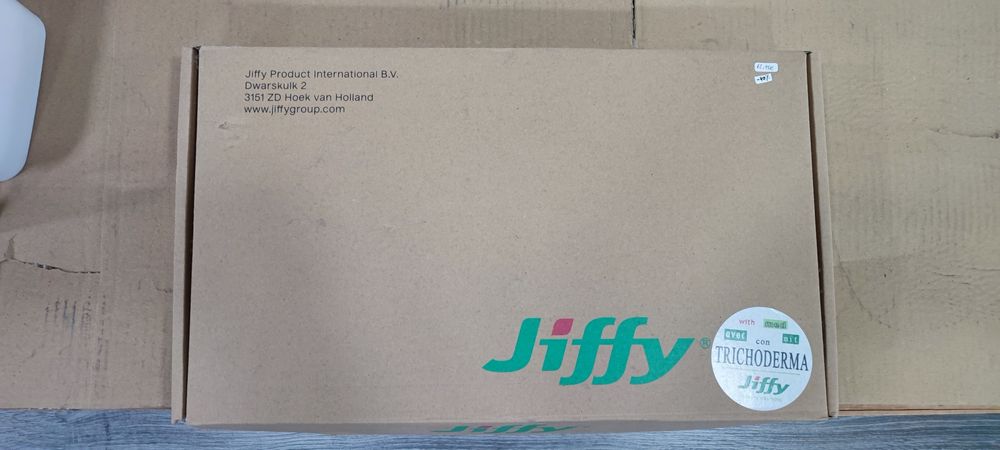 Jiffy Product International B.V.
Dwarskulk 2
3151 ZD Hoek van Holland
www.jiffygroup.com
Jiffy®
with
avec
mit
con
TRICHODERMA
Jiffy
Jiffy